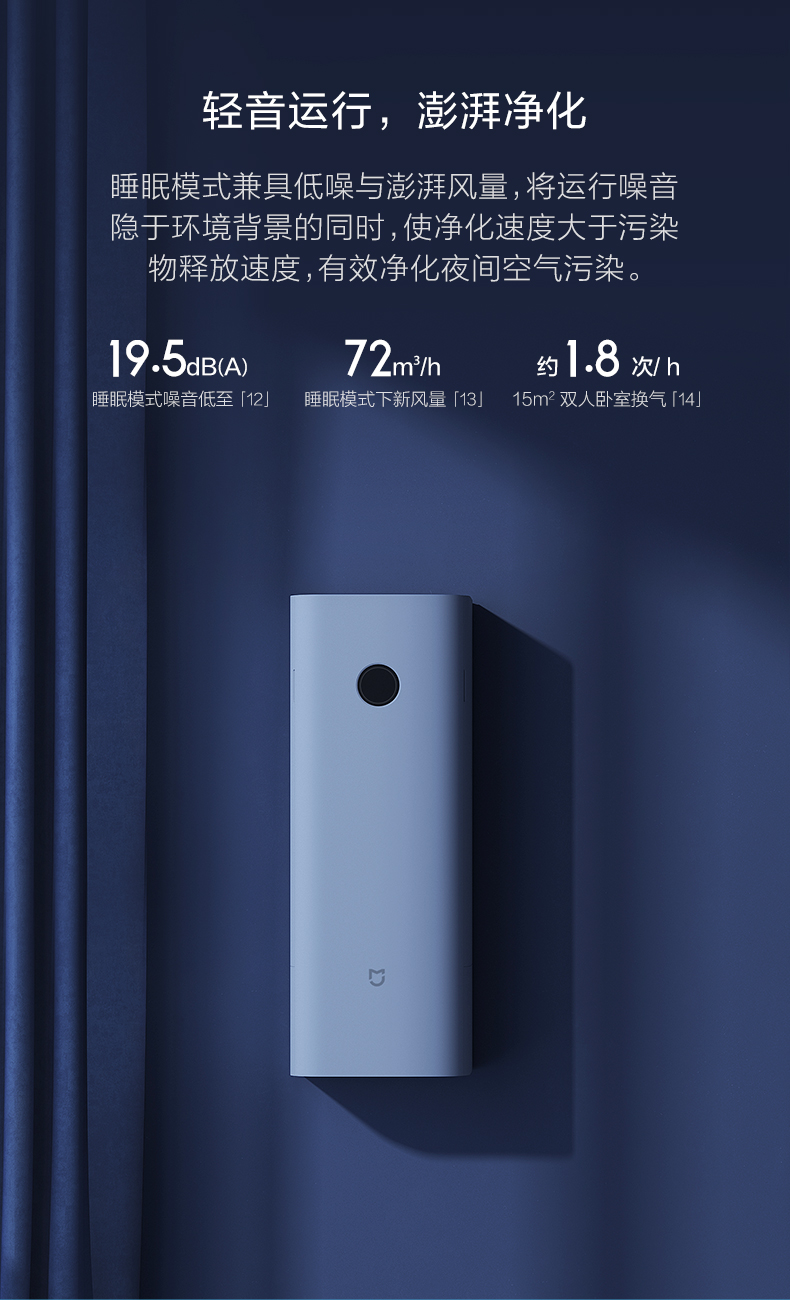 轻音运行，澎湃净化
睡眠模式兼具低噪与澎湃风量,将运行噪音
隐于环境背景的同时,使净化速度大于污染
物释放速度,有效净化夜间空气污染。
19.5dB(A) 72m³/h 约1.8 次/ h
睡眠模式噪音低至「12」 睡眠模式下新风量「13」 15m² 双人卧室换气「14」